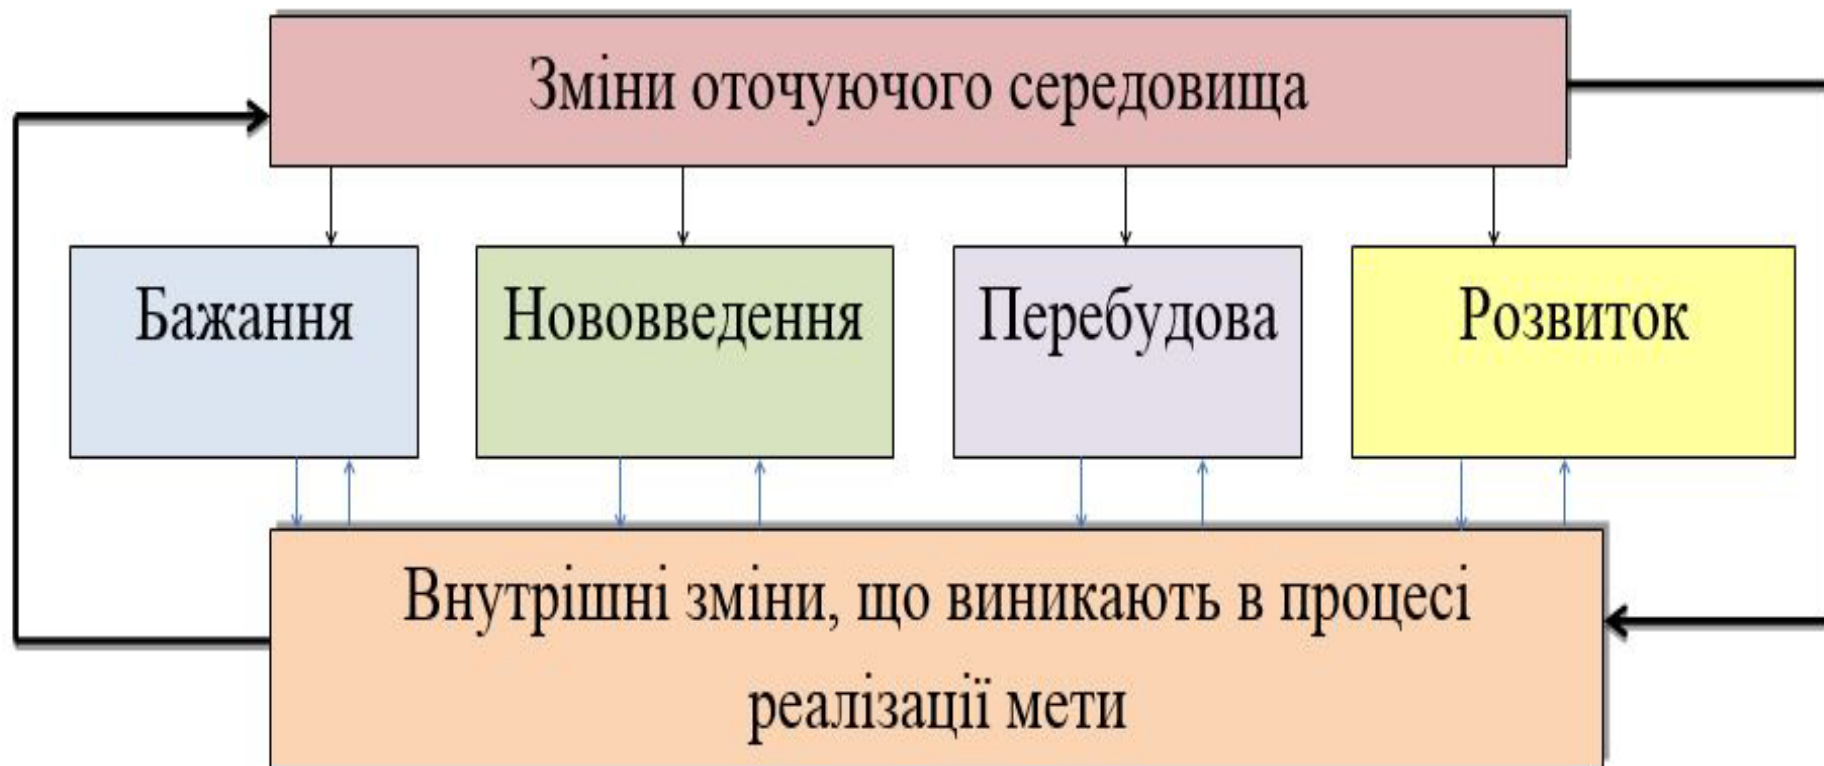 Зміни оточуючого середовища
Бажання
Нововведення
Перебудова
Розвиток
Внутрішні зміни, що виникають в процесі
реалізації мети